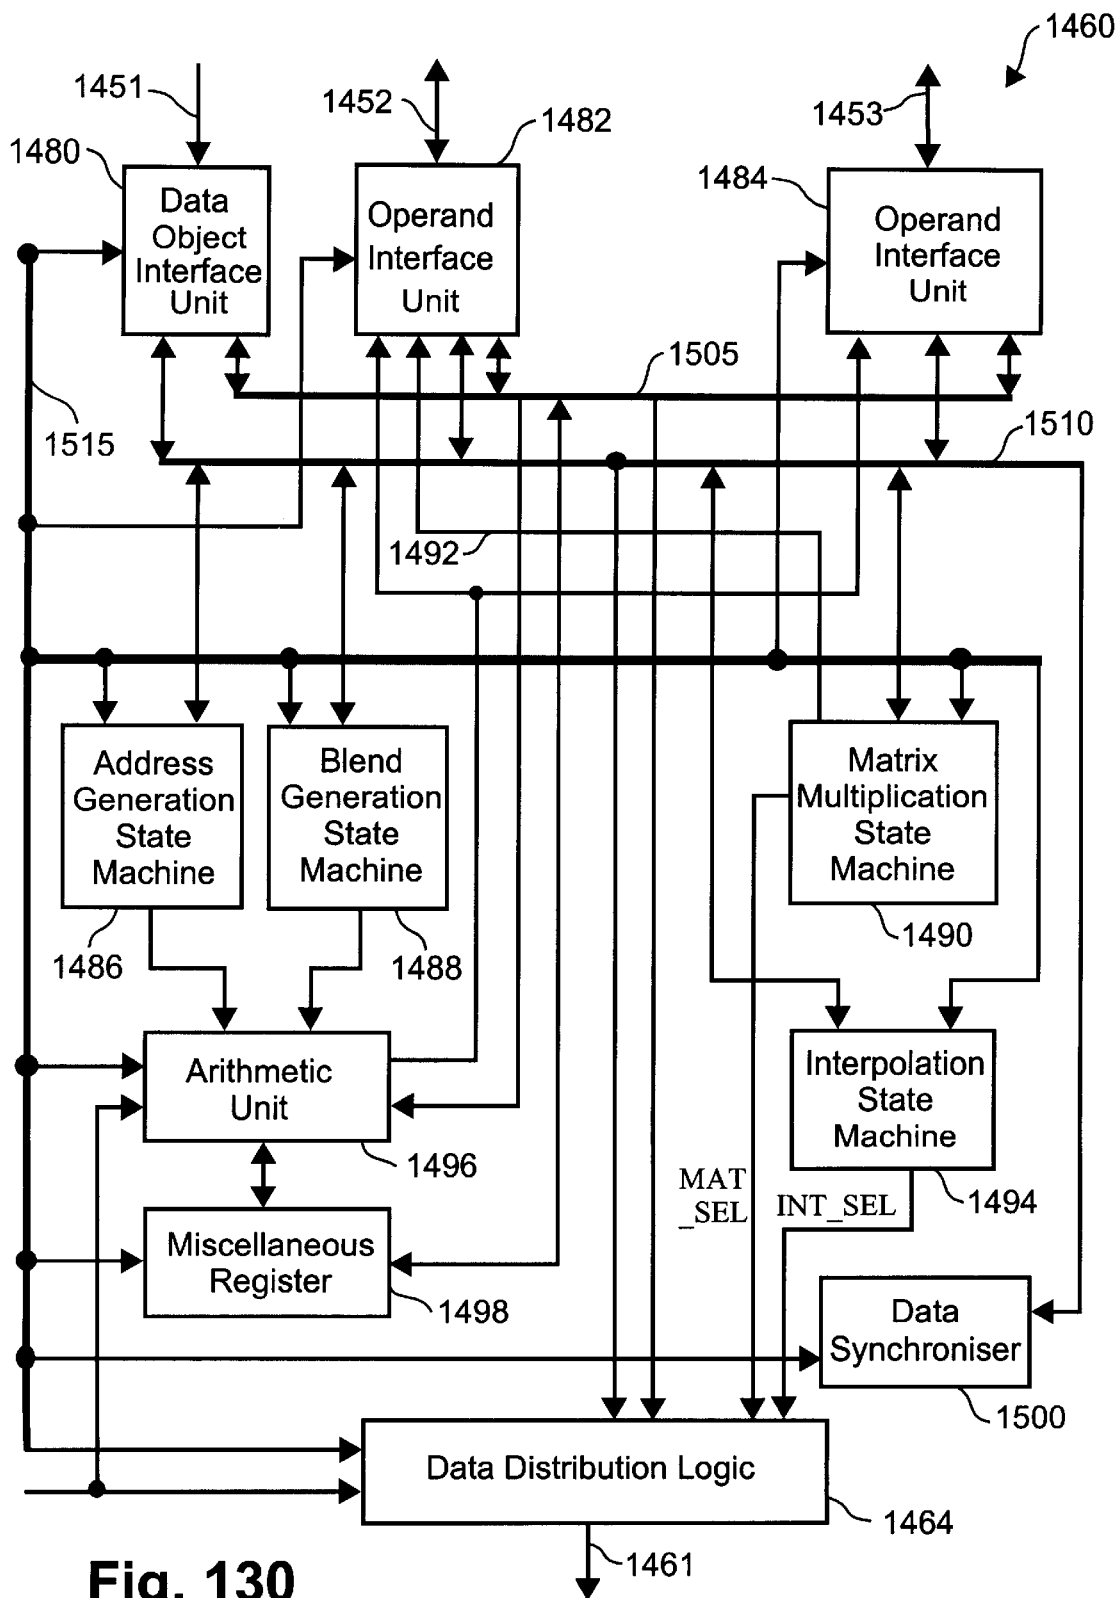 1460
1451
1452
1482
1453
1480
1484
Data
Object
Interface
Unit
Operand
Interface
Unit
Operand
Interface
Unit
1505
1515
1510
1492
Address
Generation
State
Machine
Blend
Generation
State
Machine
Matrix
Multiplication
State
Machine
1486
1488
1490
Arithmetic
Unit
Interpolation
State
Machine
1496
MAT
_SEL
INT_SEL
1494
Miscellaneous
Register
1498
Data
Synchroniser
1500
Data Distribution Logic
1464
1461
Fig. 130